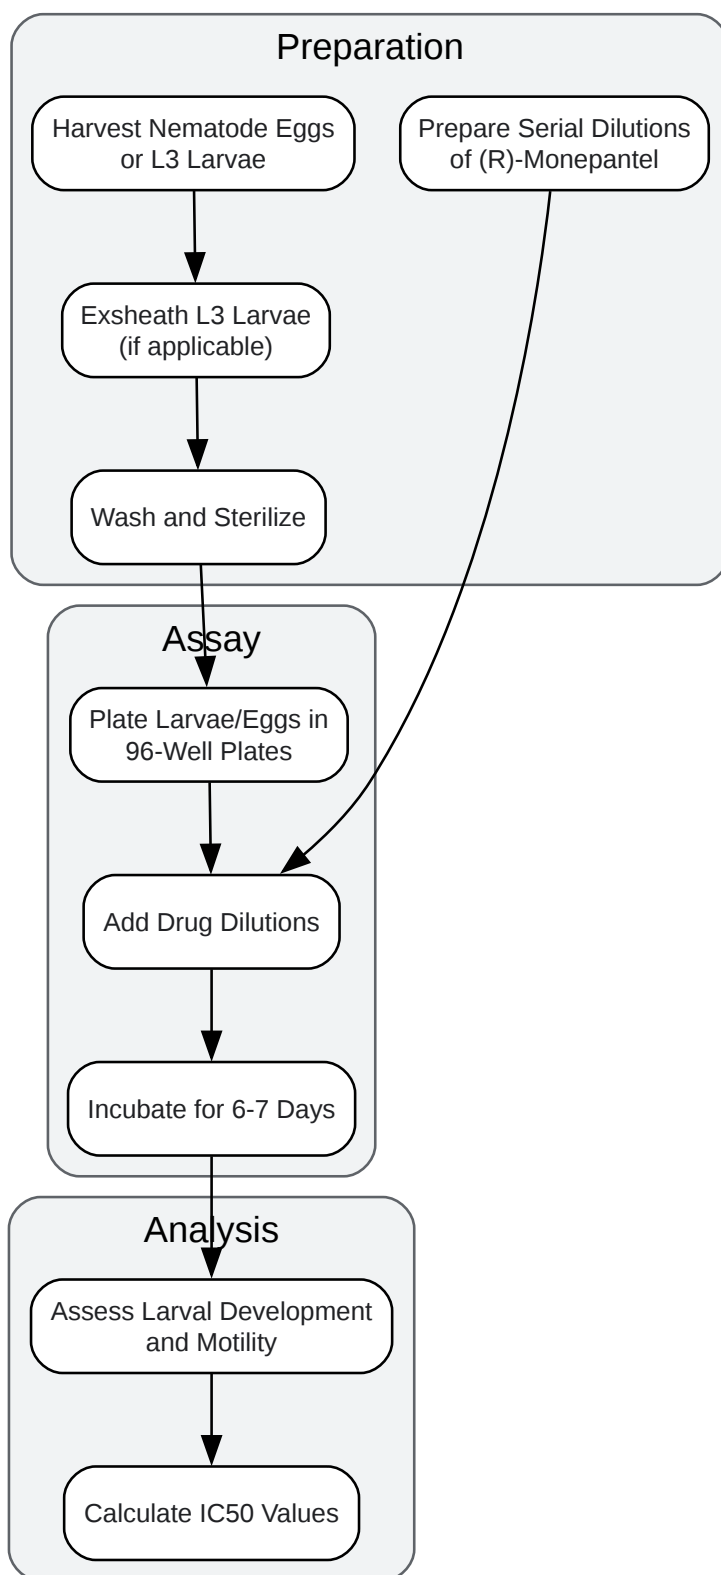 Preparation
Harvest Nematode Eggs
or L3 Larvae
Prepare Serial Dilutions
of (R)-Monepantel
Exsheath L3 Larvae
(if applicable)
Wash and Sterilize
Assay
Plate Larvae/Eggs in
96-Well Plates
Add Drug Dilutions
Incubate for 6-7 Days
Analysis
Assess Larval Development
and Motility
Calculate IC50 Values